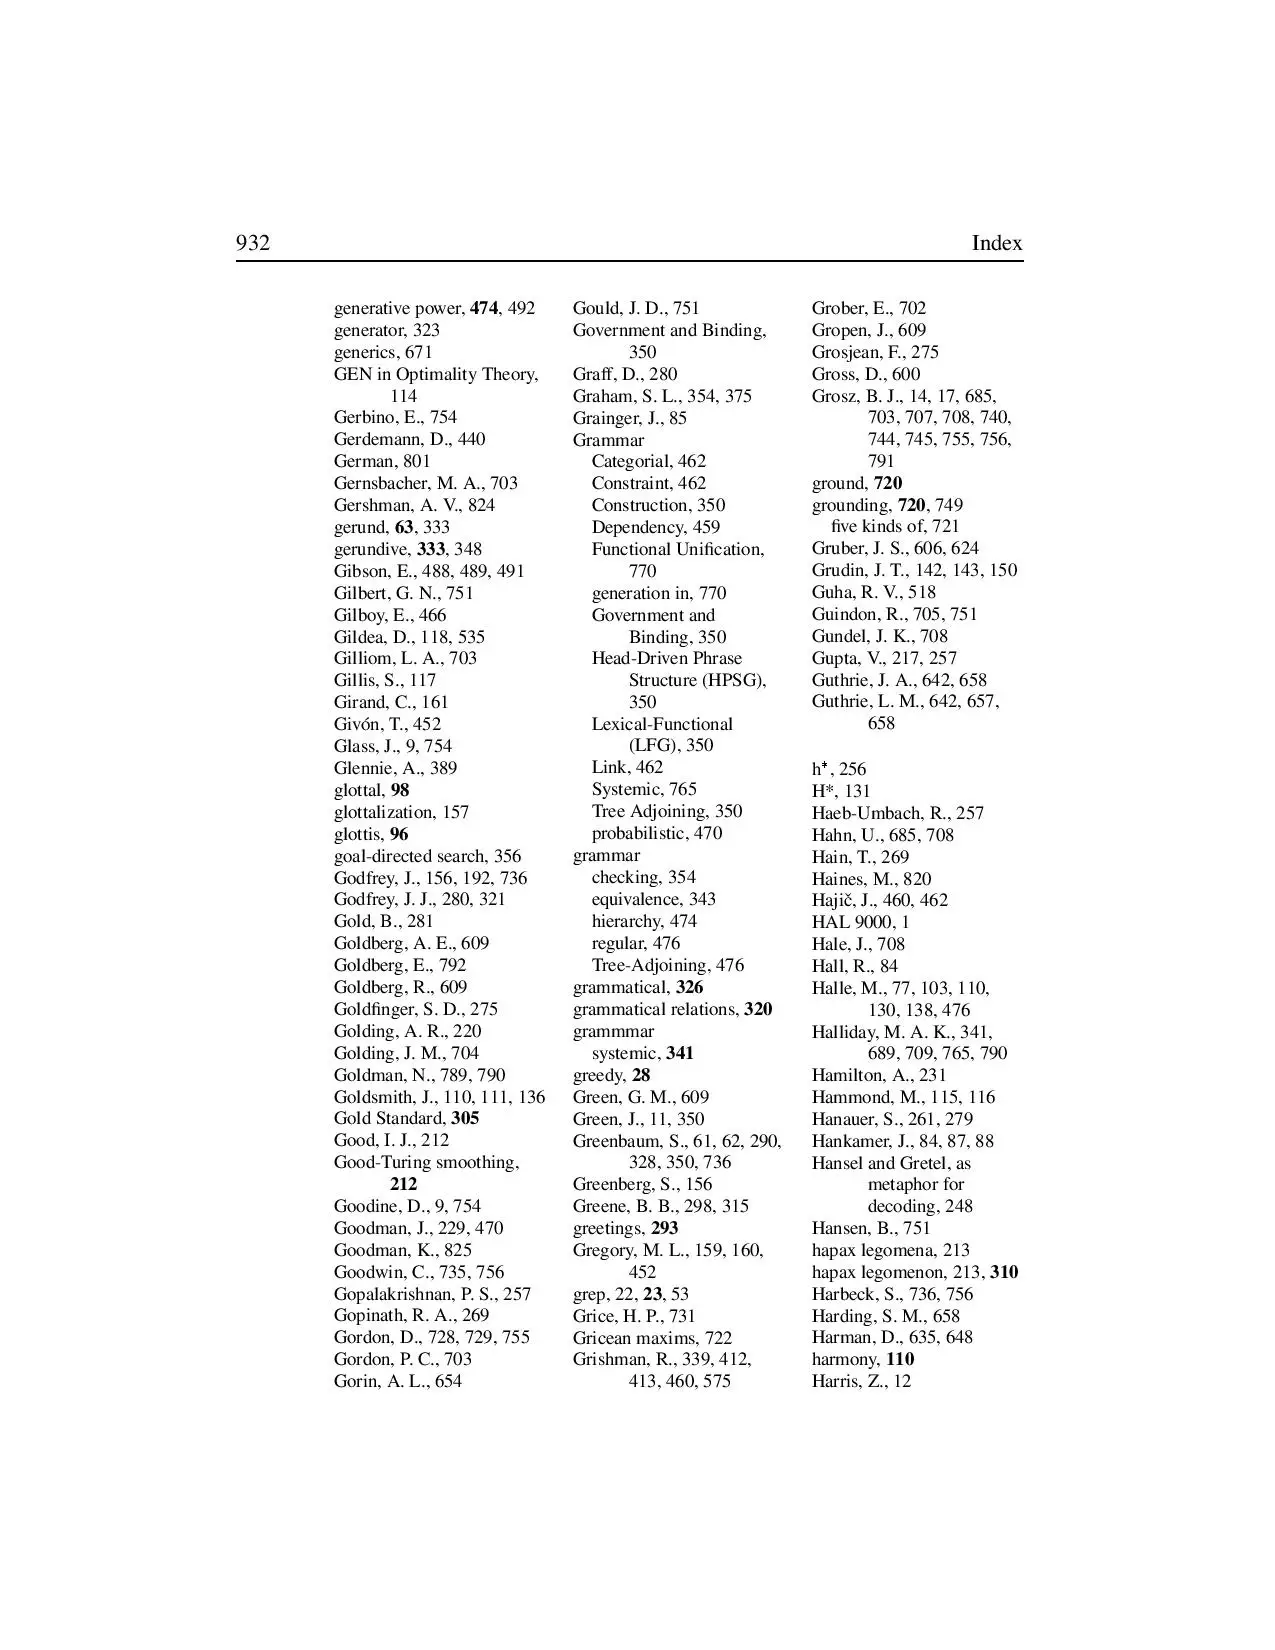 932
Index
generative power, 474, 492
generator, 323
generics, 671
GEN in Optimality Theory,
114
Gerbino, E., 754
Gerdemann, D., 440
German, 801
Gernsbacher, M. A., 703
Gershman, A. V., 824
gerund, 63, 333
gerundive, 333, 348
Gibson, E., 488, 489, 491
Gilbert, G. N., 751
Gilboy, E., 466
Gildea, D., 118, 535
Gilliom, L. A., 703
Gillis, S., 117
Girand, C., 161
Givón, T., 452
Glass, J., 9, 754
Glennie, A., 389
glottal, 98
glottalization, 157
glottis, 96
goal-directed search, 356
Godfrey, J., 156, 192, 736
Godfrey, J. J., 280, 321
Gold, B., 281
Goldberg, A. E., 609
Goldberg, E., 792
Goldberg, R., 609
Goldfinger, S. D., 275
Golding, A. R., 220
Golding, J. M., 704
Goldman, N., 789, 790
Goldsmith, J., 110, 111, 136
Gold Standard, 305
Good, I. J., 212
Good-Turing smoothing,
212
Goodine, D., 9, 754
Goodman, J., 229, 470
Goodman, K., 825
Goodwin, C., 735, 756
Gopalakrishnan, P. S., 257
Gopinath, R. A., 269
Gordon, D., 728, 729, 755
Gordon, P. C., 703
Gorin, A. L., 654
Gould, J. D., 751
Government and Binding,
350
Graff, D., 280
Graham, S. L., 354, 375
Grainger, J., 85
Grammar
Categorial, 462
Constraint, 462
Construction, 350
Dependency, 459
Functional Unification,
770
generation in, 770
Government and
Binding, 350
Head-Driven Phrase
Structure (HPSG),
350
Lexical-Functional
(LFG), 350
Link, 462
Systemic, 765
Tree Adjoining, 350
probabilistic, 470
grammar
checking, 354
equivalence, 343
hierarchy, 474
regular, 476
Tree-Adjoining, 476
grammatical, 326
grammatical relations, 320
grammmar
systemic, 341
greedy, 28
Green, G. M., 609
Green, J., 11, 350
Greenbaum, S., 61, 62, 290,
328, 350, 736
Greenberg, S., 156
Greene, B. B., 298, 315
greetings, 293
Gregory, M. L., 159, 160,
452
grep, 22, 23, 53
Grice, H. P., 731
Gricean maxims, 722
Grishman, R., 339, 412,
413, 460, 575
Grober, E., 702
Gropen, J., 609
Grosjean, F., 275
Gross, D., 600
Grosz, B. J., 14, 17, 685,
703, 707, 708, 740,
744, 745, 755, 756,
791
ground, 720
grounding, 720, 749
five kinds of, 721
Gruber, J. S., 606, 624
Grudin, J. T., 142, 143, 150
Guha, R. V., 518
Guindon, R., 705, 751
Gundel, J. K., 708
Gupta, V., 217, 257
Guthrie, J. A., 642, 658
Guthrie, L. M., 642, 657,
658
h*, 256
H*, 131
Haeb-Umbach, R., 257
Hahn, U., 685, 708
Hain, T., 269
Haines, M., 820
Hajič, J., 460, 462
HAL 9000, 1
Hale, J., 708
Hall, R., 84
Halle, M., 77, 103, 110,
130, 138, 476
Halliday, M. A. K., 341,
689, 709, 765, 790
Hamilton, A., 231
Hammond, M., 115, 116
Hanauer, S., 261, 279
Hankamer, J., 84, 87, 88
Hansel and Gretel, as
metaphor for
decoding, 248
Hansen, B., 751
hapax legomena, 213
hapax legomenon, 213, 310
Harbeck, S., 736, 756
Harding, S. M., 658
Harman, D., 635, 648
harmony, 110
Harris, Z., 12